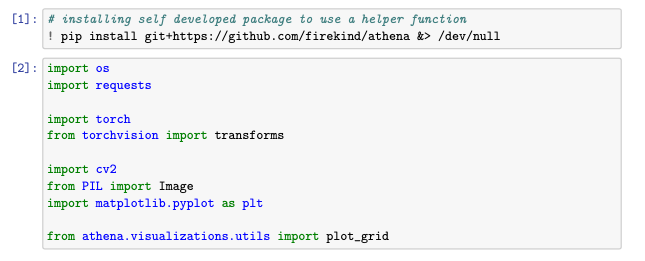 [1]: # installing self developed package to use a helper function
! pip install git+https://github.com/firekind/athena &> /dev/null
[2]: import os
import requests
import torch
from torchvision import transforms
import cv2
from PIL import Image
import matplotlib.pyplot as plt
from athena.visualizations.utils import plot_grid